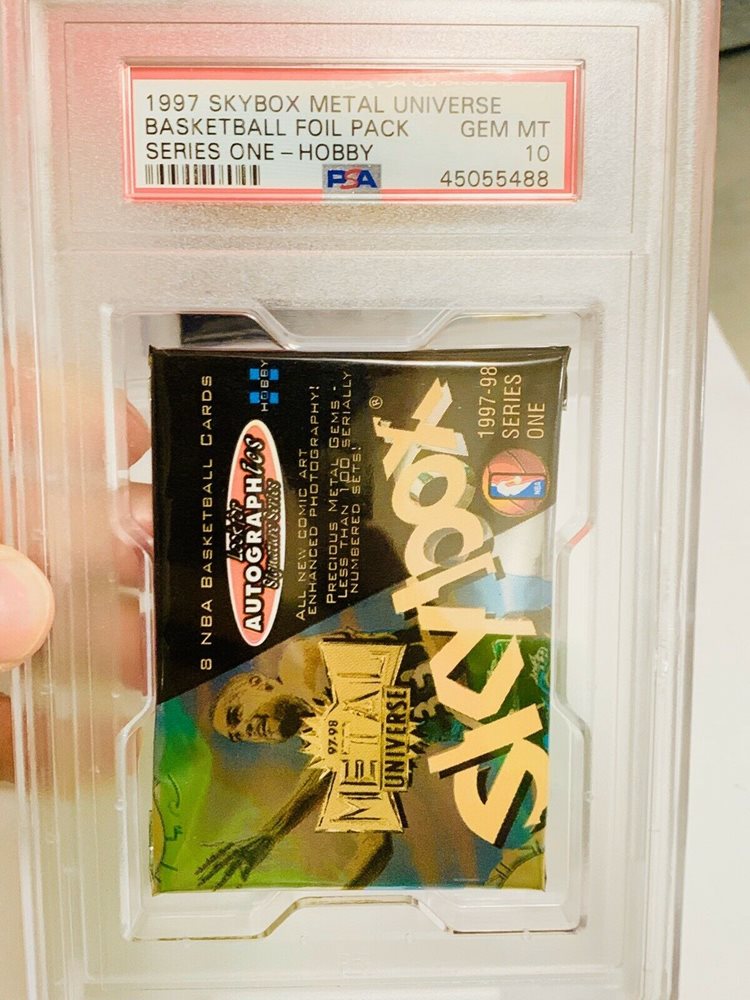 1997 SKYBOX METAL UNIVERSE
BASKETBALL FOIL PACK GEM MT
SERIES ONE - HOBBY 10
PSA 45055488
8 NBA BASKETBALL CARDS
HOBBY
AUTOGRAPHics
ALL NEW COMIC ART
ENHANCED PHOTOGRAPHY!
PRECIOUS METAL GEMS -
LESS THAN 100 SERIALLY
NUMBERED SETS!
SKYBOX®
1997-98
SERIES
ONE
NBA
97-98
METAL
UNIVERSE